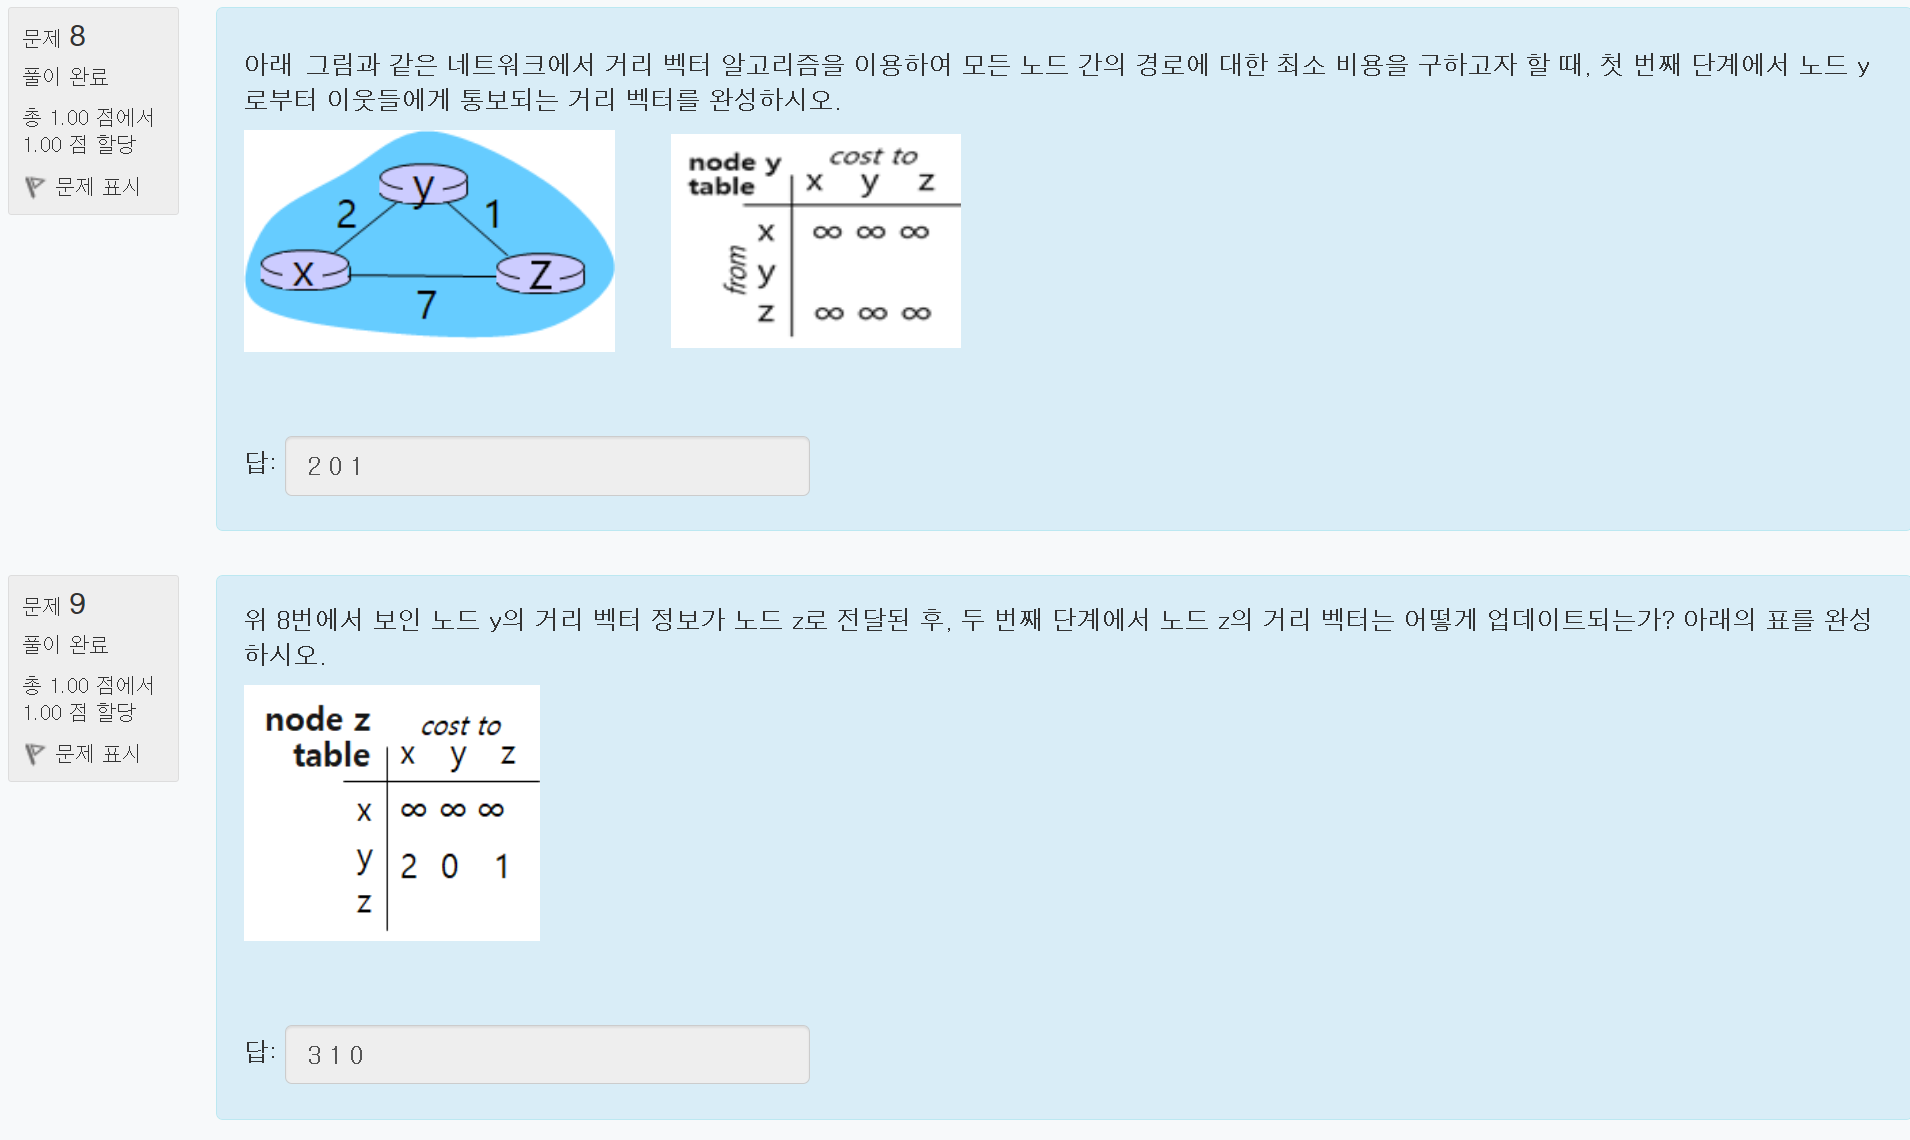 문제 8
풀이 완료
총 1.00 점에서
1.00 점 할당
문제 표시
아래 그림과 같은 네트워크에서 거리 벡터 알고리즘을 이용하여 모든 노드 간의 경로에 대한 최소 비용을 구하고자 할 때, 첫 번째 단계에서 노드 y
로부터 이웃들에게 통보되는 거리 벡터를 완성하시오.
y
2
1
x
z
7
node y
table
cost to
x y z
from
x ∞ ∞ ∞
y
z ∞ ∞ ∞
답: 2 0 1
문제 9
풀이 완료
총 1.00 점에서
1.00 점 할당
문제 표시
위 8번에서 보인 노드 y의 거리 벡터 정보가 노드 z로 전달된 후, 두 번째 단계에서 노드 z의 거리 벡터는 어떻게 업데이트되는가? 아래의 표를 완성
하시오.
node z
table
cost to
x y z
x ∞ ∞ ∞
y 2 0 1
z
답: 3 1 0